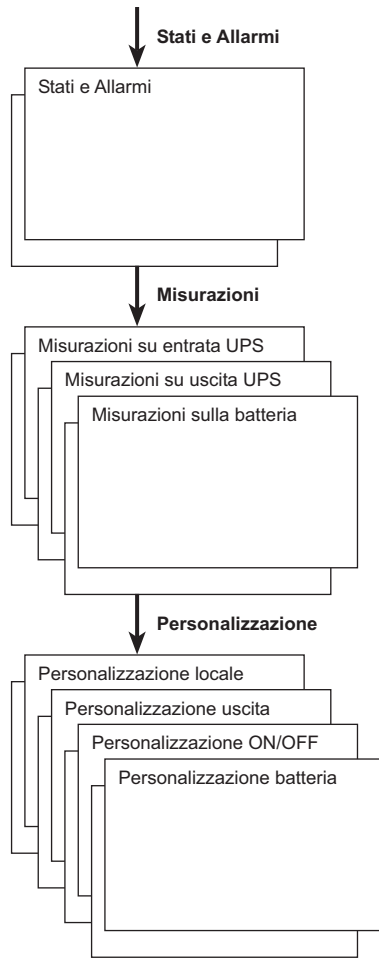 Stati e Allarmi
Stati e Allarmi
Misurazioni
Misurazioni su entrata UPS
Misurazioni su uscita UPS
Misurazioni sulla batteria
Personalizzazione
Personalizzazione locale
Personalizzazione uscita
Personalizzazione ON/OFF
Personalizzazione batteria